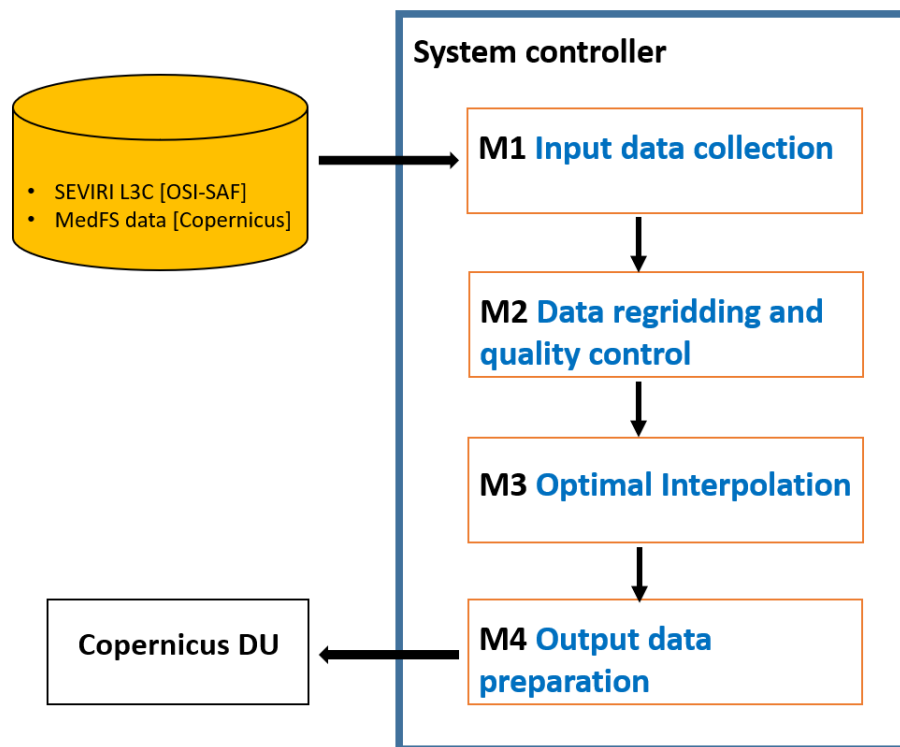 System controller
• SEVIRI L3C [OSI-SAF]
• MedFS data [Copernicus]
M1 Input data collection
M2 Data regridding and
quality control
M3 Optimal Interpolation
M4 Output data
preparation
Copernicus DU